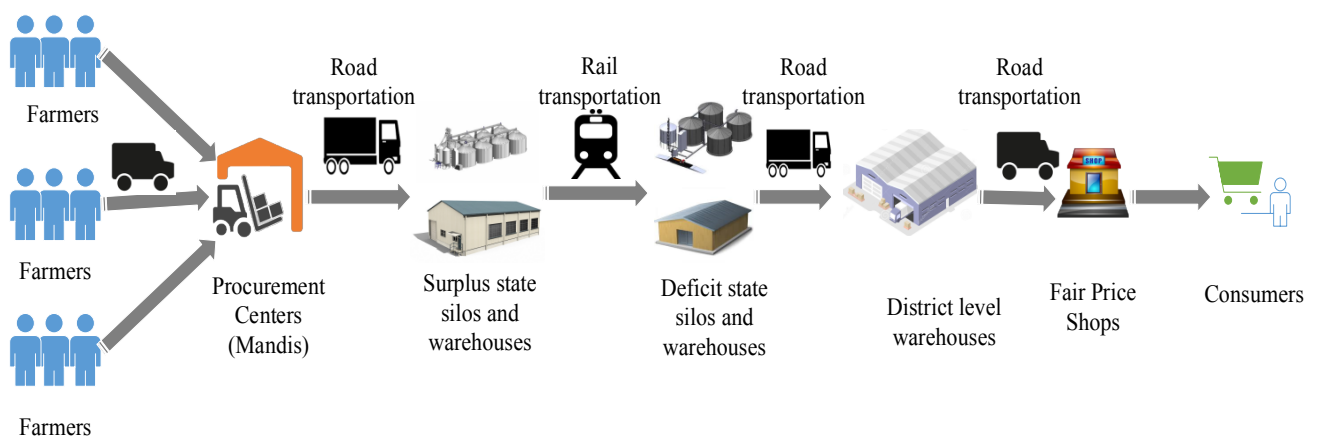 Farmers
Farmers
Farmers
Procurement
Centers
(Mandis)
Road
transportation
Surplus state
silos and
warehouses
Rail
transportation
Deficit state
silos and
warehouses
Road
transportation
District level
warehouses
Road
transportation
SHOP
Fair Price
Shops
Consumers